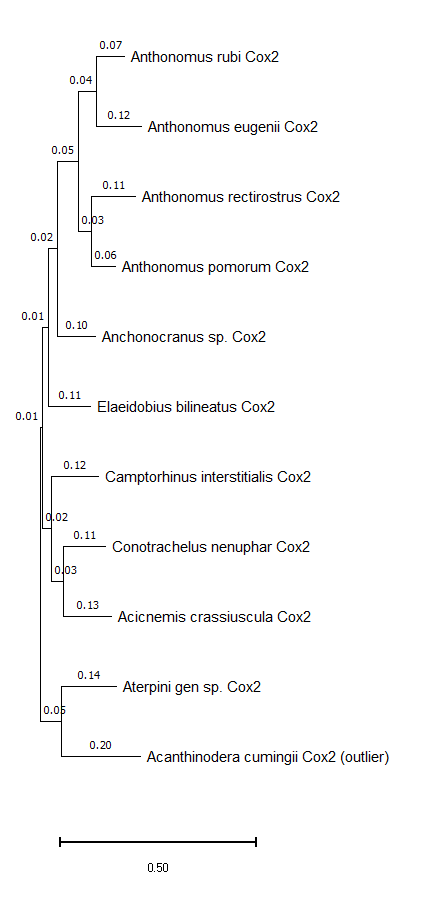 0.07
Anthonomus rubi Cox2
0.04
0.12
Anthonomus eugenii Cox2
0.05
0.11
Anthonomus rectirostrus Cox2
0.03
0.06
Anthonomus pomorum Cox2
0.02
0.10
Anchonocranus sp. Cox2
0.01
0.11
Elaeidobius bilineatus Cox2
0.01
0.12
Camptorhinus interstitialis Cox2
0.02
0.11
Conotrachelus nenuphar Cox2
0.03
0.13
Acicnemis crassiuscula Cox2
0.14
Aterpini gen sp. Cox2
0.05
0.20
Acanthinodera cumingii Cox2 (outlier)
0.50